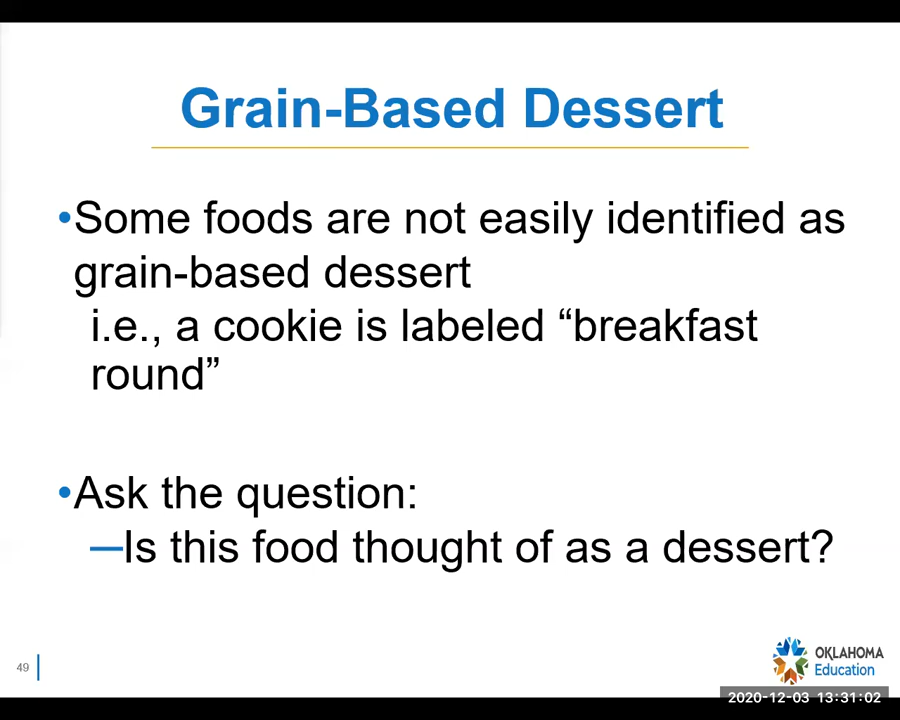 Grain-Based Dessert
•Some foods are not easily identified as
grain-based dessert
i.e., a cookie is labeled “breakfast
round”
•Ask the question:
—Is this food thought of as a dessert?
49
OKLAHOMA
Education
2020-12-03 13:31:02